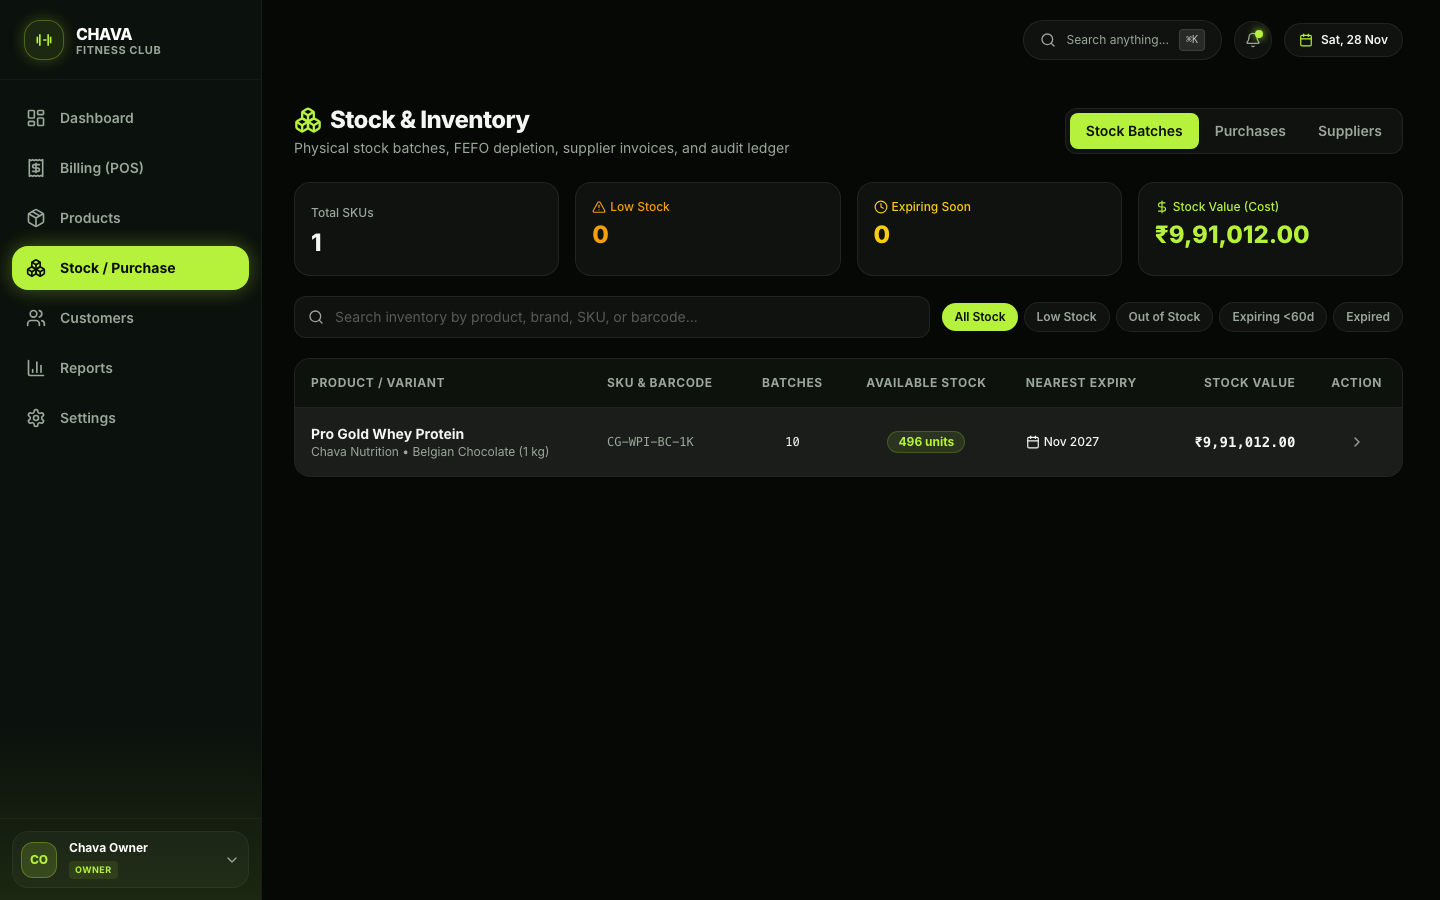 CHAVA
FITNESS CLUB
Dashboard
Billing (POS)
Products
Stock / Purchase
Customers
Reports
Settings
CO
Chava Owner
OWNER
Search anything...
⌘K
Sat, 28 Nov
Stock & Inventory
Physical stock batches, FEFO depletion, supplier invoices, and audit ledger
Stock Batches
Purchases
Suppliers
Total SKUs
1
Low Stock
0
Expiring Soon
0
Stock Value (Cost)
₹9,91,012.00
Search inventory by product, brand, SKU, or barcode...
All Stock
Low Stock
Out of Stock
Expiring <60d
Expired
PRODUCT / VARIANT
SKU & BARCODE
BATCHES
AVAILABLE STOCK
NEAREST EXPIRY
STOCK VALUE
ACTION
Pro Gold Whey Protein
Chava Nutrition • Belgian Chocolate (1 kg)
CG-WPI-BC-1K
10
496 units
Nov 2027
₹9,91,012.00